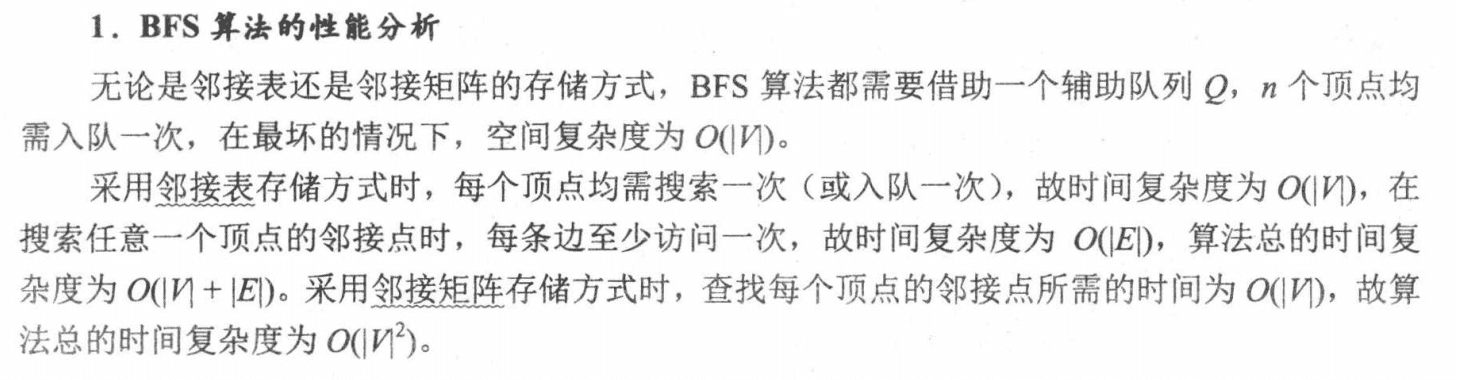 1．BFS 算法的性能分析
无论是邻接表还是邻接矩阵的存储方式，BFS 算法都需要借助一个辅助队列 Q，n 个顶点均
需入队一次，在最坏的情况下，空间复杂度为 O(|V|)。
采用邻接表存储方式时，每个顶点均需搜索一次（或入队一次），故时间复杂度为 O(|V|)，在
搜索任意一个顶点的邻接点时，每条边至少访问一次，故时间复杂度为 O(|E|)，算法总的时间复
杂度为 O(|V| + |E|)。采用邻接矩阵存储方式时，查找每个顶点的邻接点所需的时间为 O(|V|)，故算
法总的时间复杂度为 O(|V|²)。